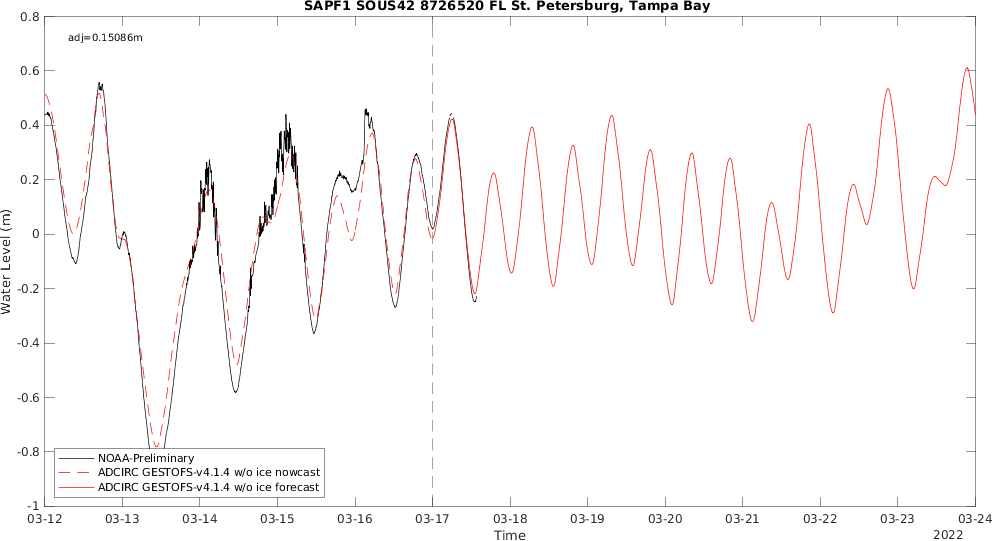 SAPF1 SOUS42 8726520 FL St. Petersburg, Tampa Bay
adj=0.15086m
0.8
0.6
0.4
0.2
0
-0.2
-0.4
-0.6
-0.8
-1
Water Level (m)
NOAA-Preliminary
ADCIRC GESTOFS-v4.1.4 w/o ice nowcast
ADCIRC GESTOFS-v4.1.4 w/o ice forecast
03-12 03-13 03-14 03-15 03-16 03-17 03-18 03-19 03-20 03-21 03-22 03-23 03-24
Time
2022